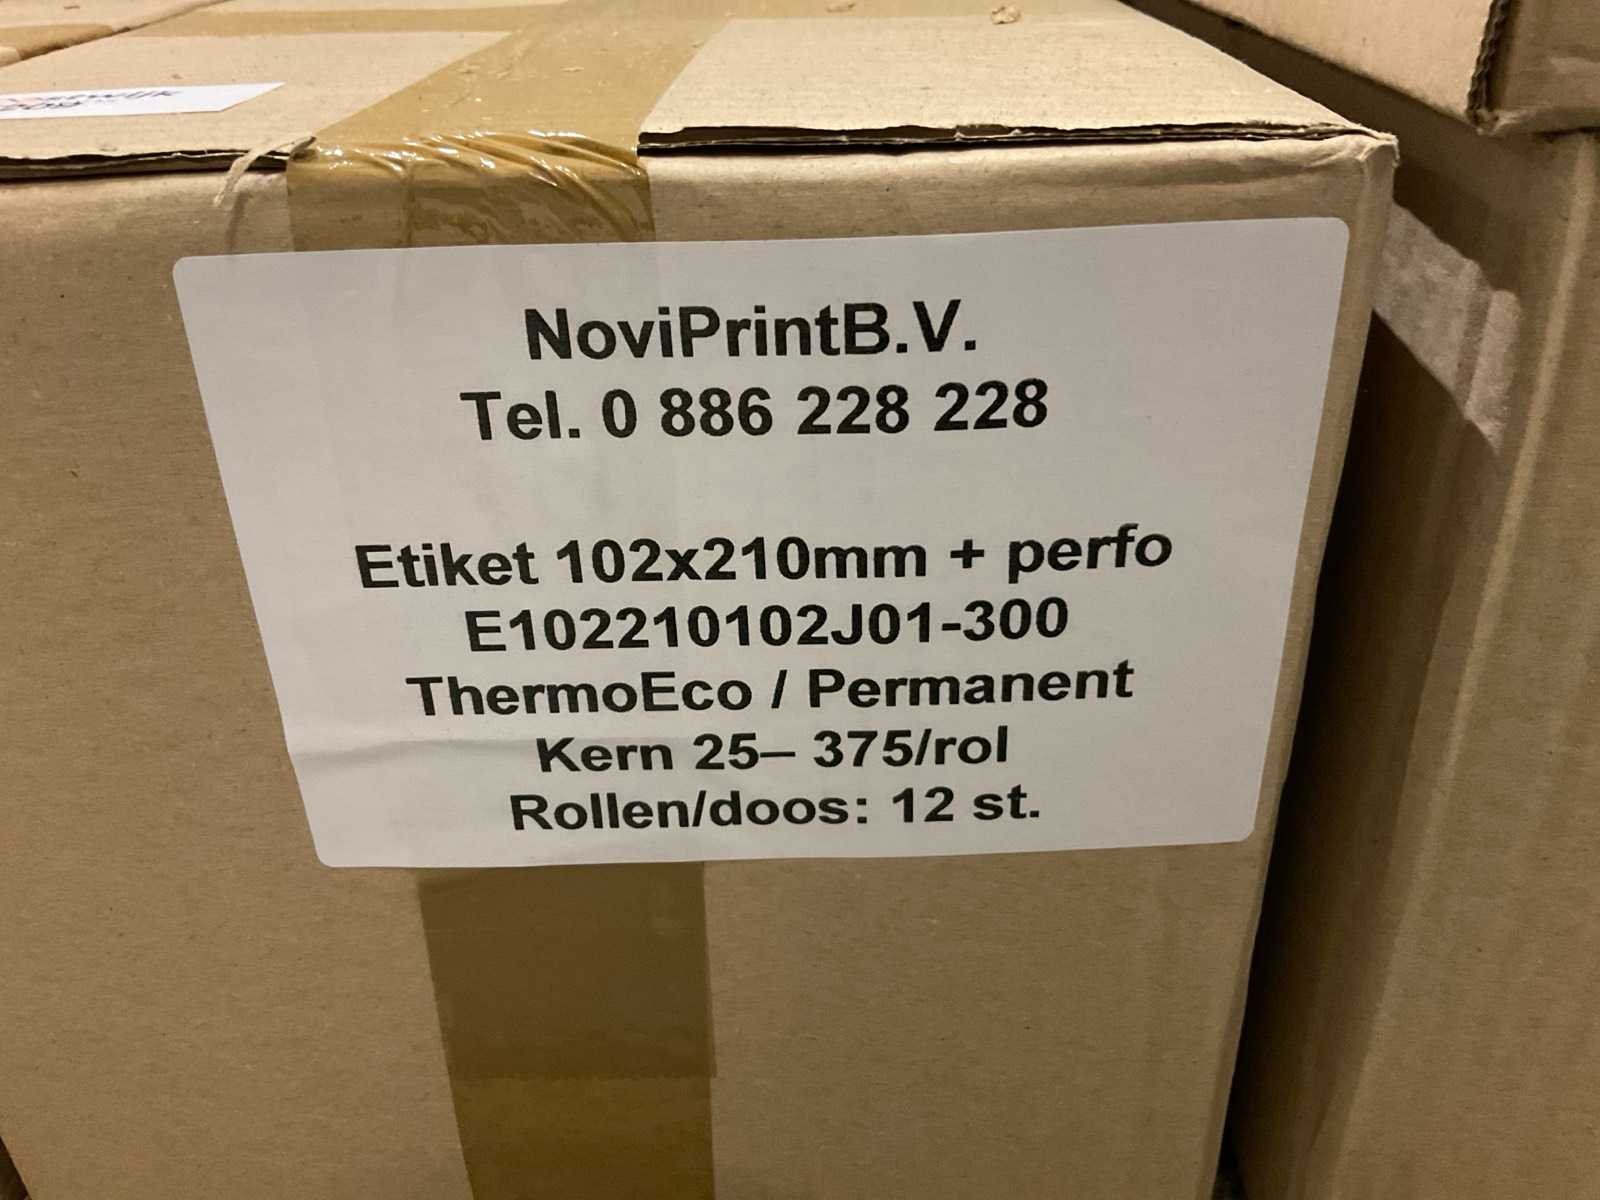 NoviPrintB.V.
Tel. 0 886 228 228
Etiket 102x210mm + perfo
E102210102J01-300
ThermoEco / Permanent
Kern 25– 375/rol
Rollen/doos: 12 st.